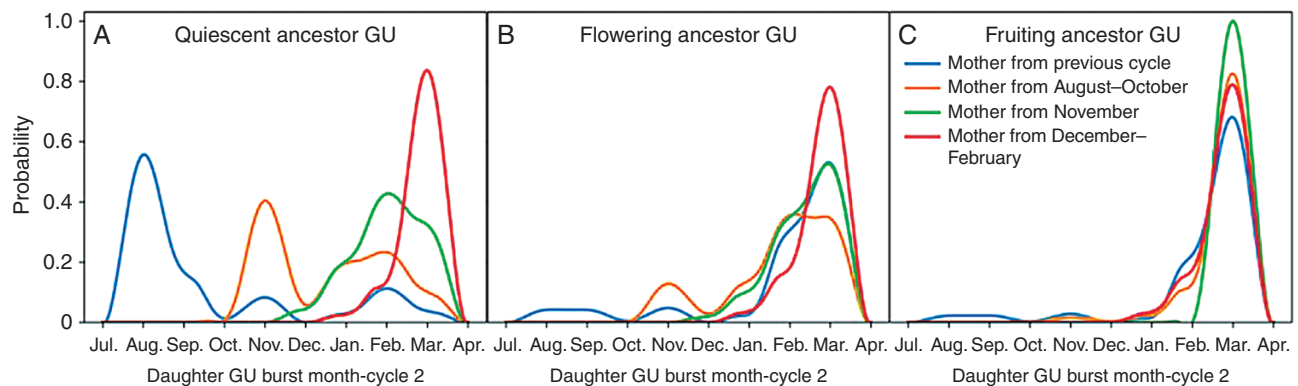 A Quiescent ancestor GU
B Flowering ancestor GU
C Fruiting ancestor GU
Mother from previous cycle
Mother from August–October
Mother from November
Mother from December–
February
Probability
1.0
0.8
0.6
0.4
0.2
0
Jul. Aug. Sep. Oct. Nov. Dec. Jan. Feb. Mar. Apr.
Jul. Aug. Sep. Oct. Nov. Dec. Jan. Feb. Mar. Apr.
Jul. Aug. Sep. Oct. Nov. Dec. Jan. Feb. Mar. Apr.
Daughter GU burst month-cycle 2
Daughter GU burst month-cycle 2
Daughter GU burst month-cycle 2